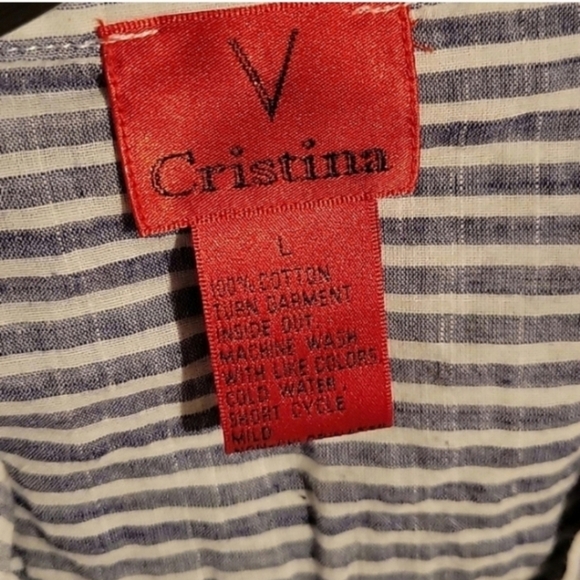 V
Cristina
L
100% COTTON
TURN GARMENT
INSIDE OUT
MACHINE WASH
WITH LIKE COLORS
COLD WATER,
SHORT CYCLE
MILD